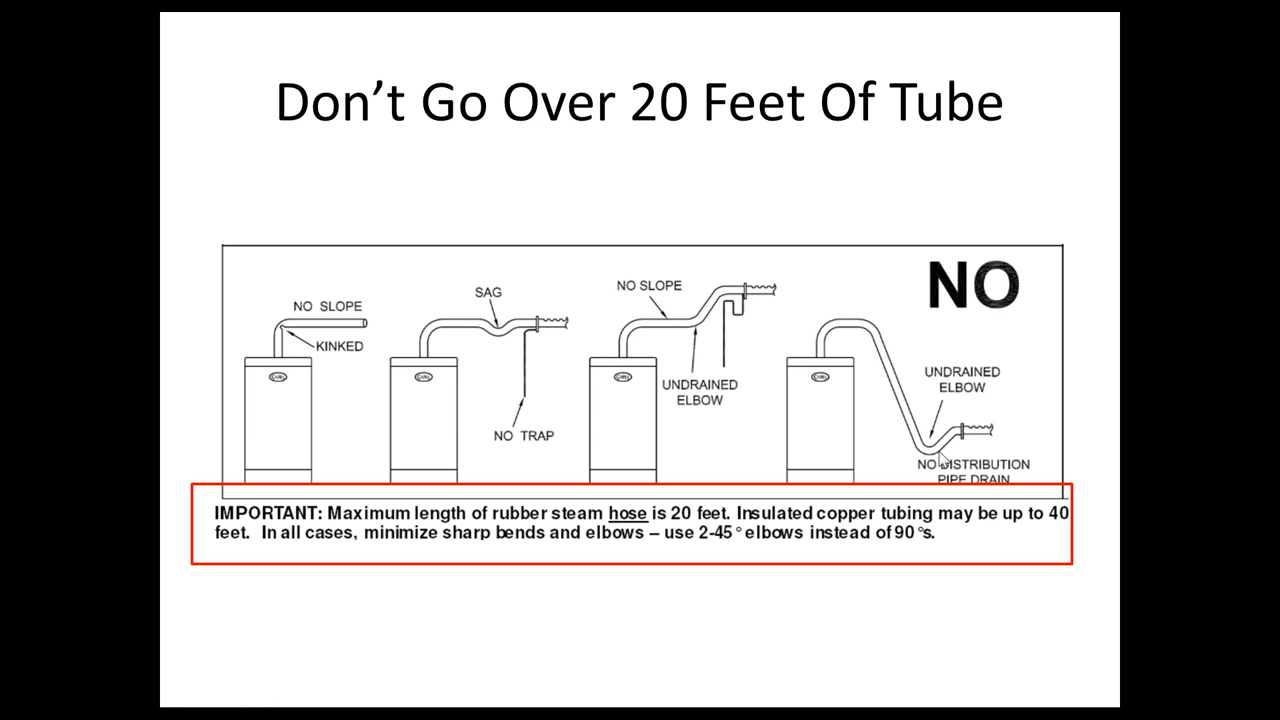 Don’t Go Over 20 Feet Of Tube
NO
NO SLOPE
KINKED
SAG
NO TRAP
NO SLOPE
UNDRAINED
ELBOW
UNDRAINED
ELBOW
NO DISTRIBUTION
PIPE DRAIN
IMPORTANT: Maximum length of rubber steam hose is 20 feet. Insulated copper tubing may be up to 40
feet. In all cases, minimize sharp bends and elbows – use 2-45° elbows instead of 90°s.